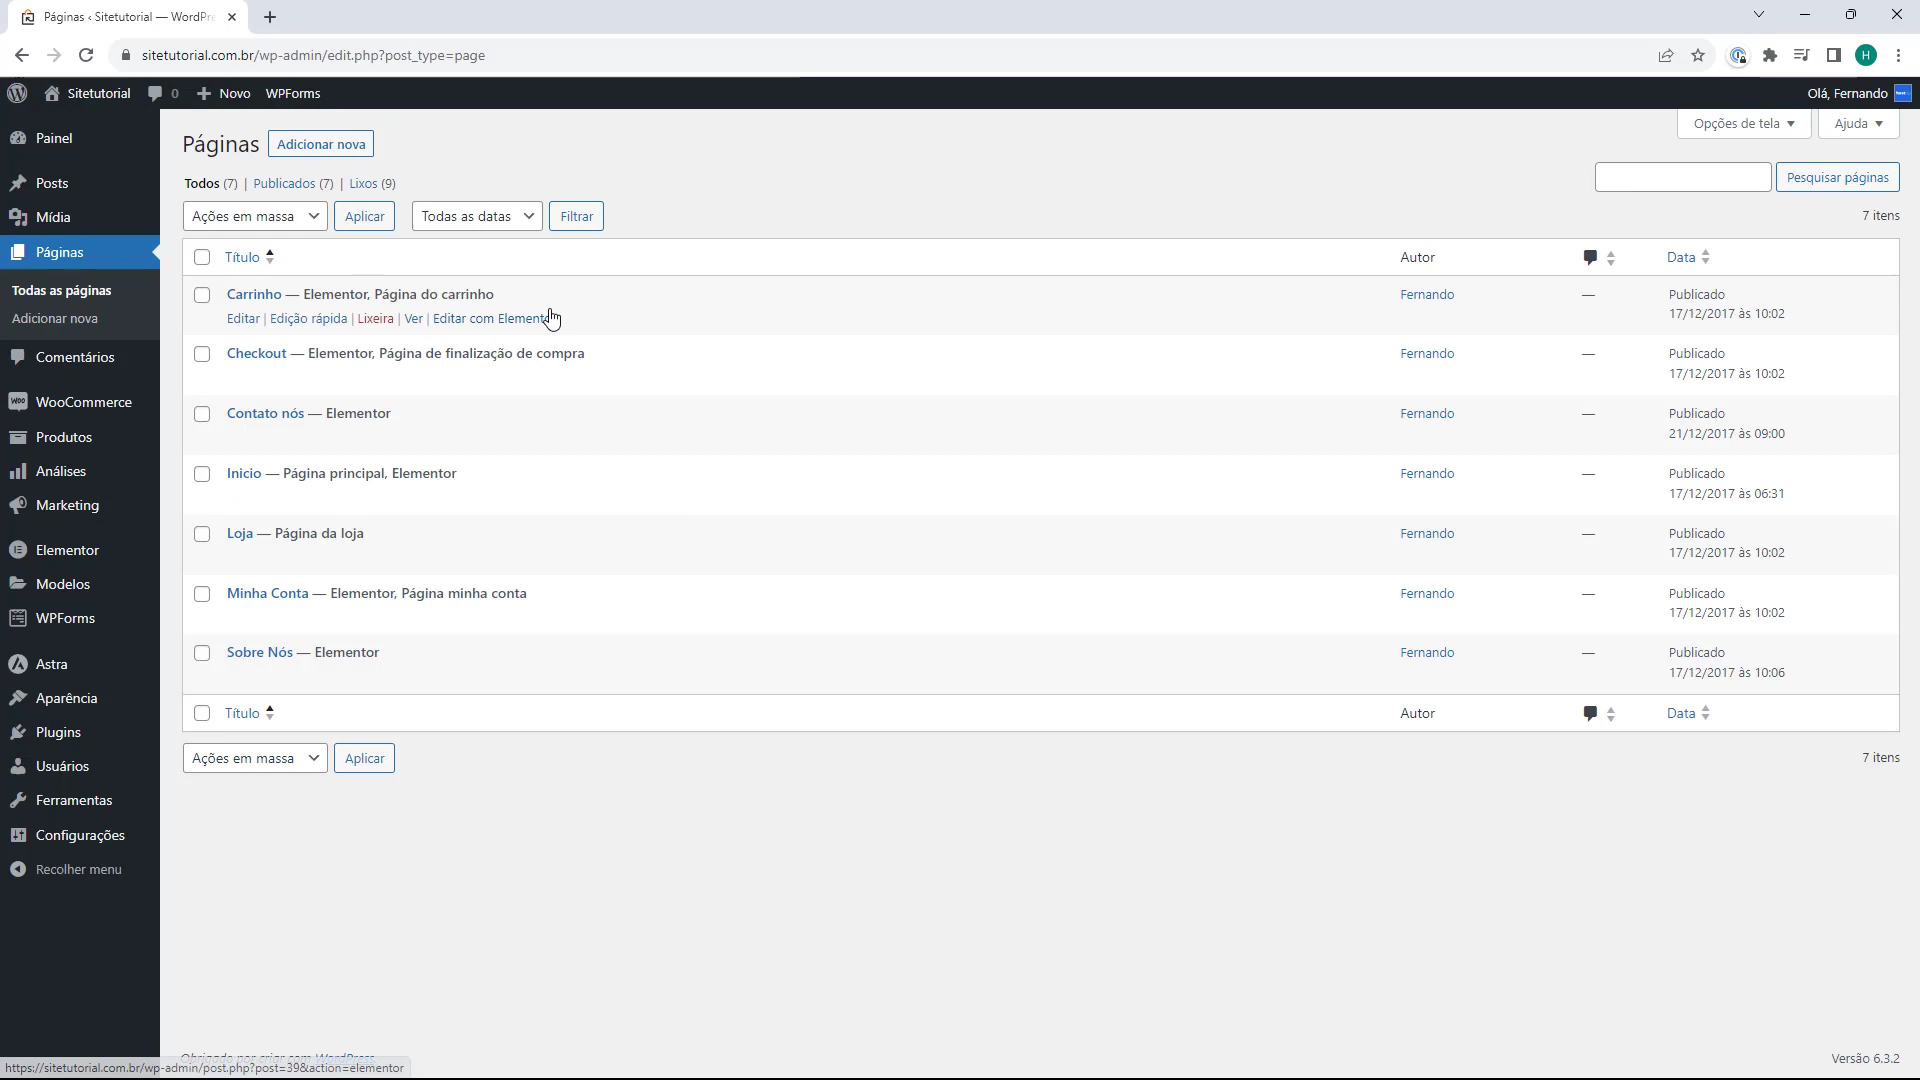 Páginas ‹ Sitetutorial — WordPre
sitetutorial.com.br/wp-admin/edit.php?post_type=page
H
Sitetutorial 0 Novo WPForms
Olá, Fernando
Painel
Posts
Mídia
Páginas
Todas as páginas
Adicionar nova
Comentários
WooCommerce
Produtos
Análises
Marketing
Elementor
Modelos
WPForms
Astra
Aparência
Plugins
Usuários
Ferramentas
Configurações
Recolher menu
Opções de tela
Ajuda
Páginas Adicionar nova
Todos (7) | Publicados (7) | Lixos (9)
Pesquisar páginas
Ações em massa Aplicar Todas as datas Filtrar
7 itens
Título Autor Data
Carrinho — Elementor, Página do carrinho Fernando — Publicado
17/12/2017 às 10:02
Editar | Edição rápida | Lixeira | Ver | Editar com Elemento
Checkout — Elementor, Página de finalização de compra Fernando — Publicado
17/12/2017 às 10:02
Contato nós — Elementor Fernando — Publicado
21/12/2017 às 09:00
Inicio — Página principal, Elementor Fernando — Publicado
17/12/2017 às 06:31
Loja — Página da loja Fernando — Publicado
17/12/2017 às 10:02
Minha Conta — Elementor, Página minha conta Fernando — Publicado
17/12/2017 às 10:02
Sobre Nós — Elementor Fernando — Publicado
17/12/2017 às 10:06
Título Autor Data
Ações em massa Aplicar
7 itens
Obrigado por criar com WordPress.
Versão 6.3.2
https://sitetutorial.com.br/wp-admin/post.php?post=39&action=elementor